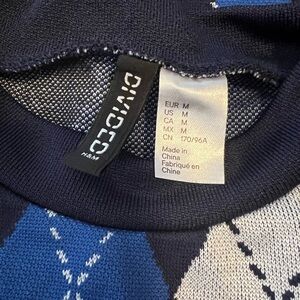 DIVIDED
H&M
EUR M
US M
CA M
MX M
CN 170/96A
Made in
China
Fabriqué en
Chine